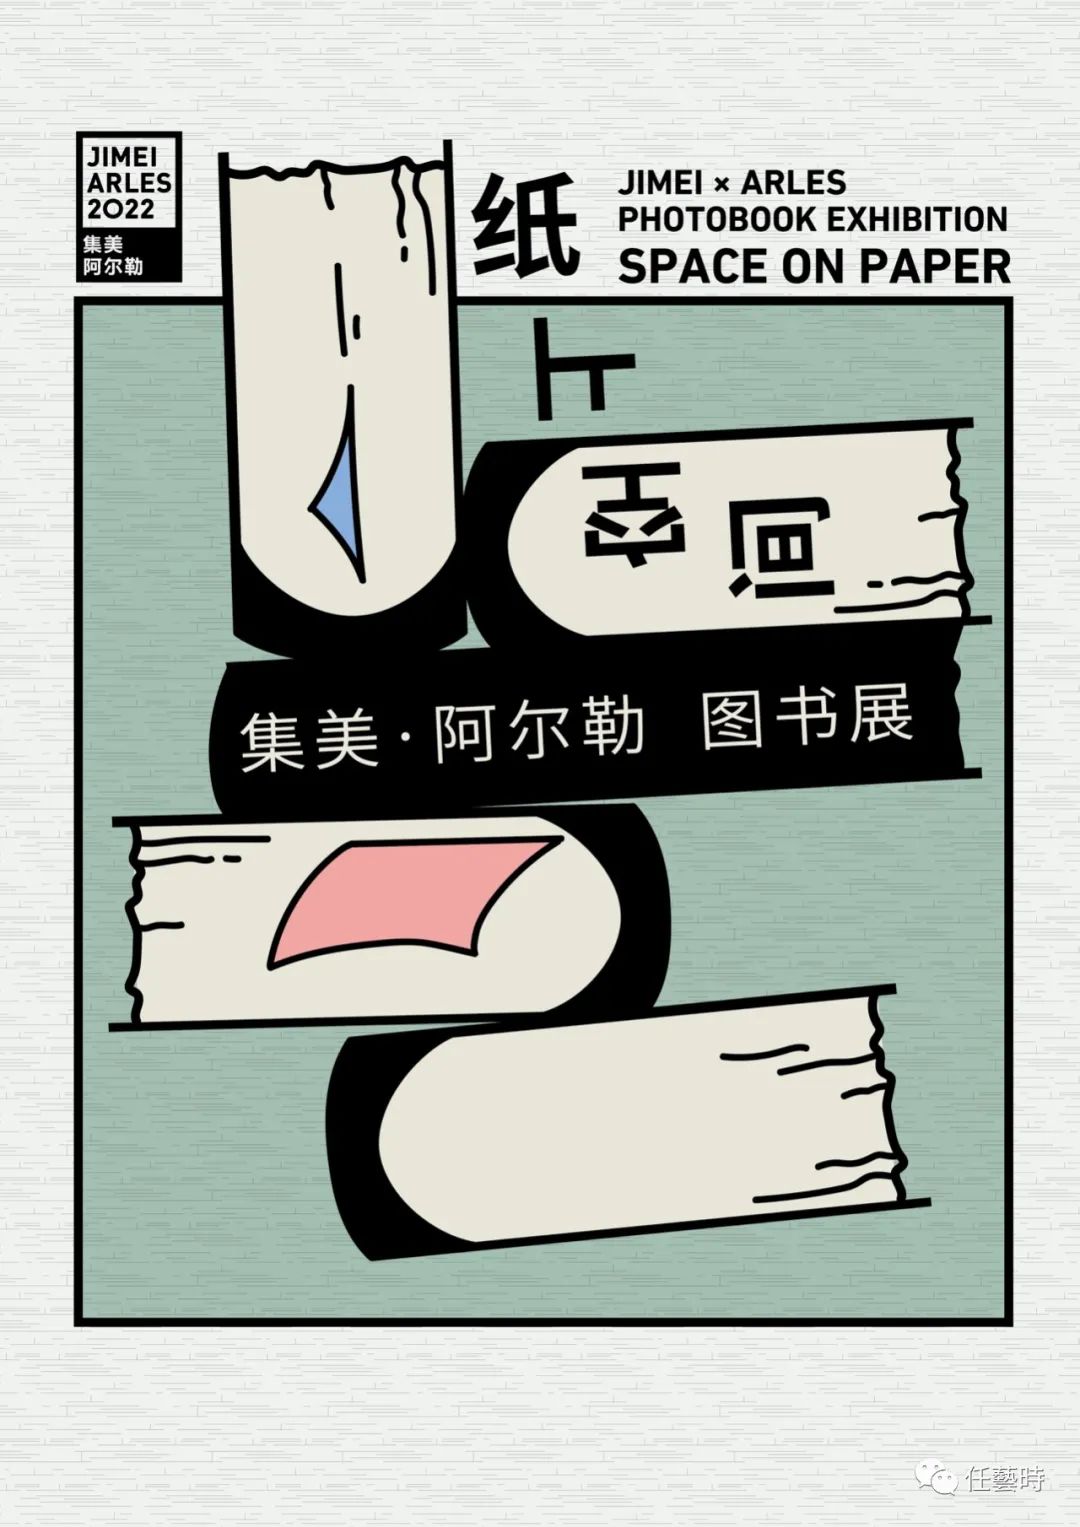 JIMEI
ARLES
2022
集美
阿尔勒
纸
JIMEI × ARLES
PHOTOBOOK EXHIBITION
SPACE ON PAPER
上
空间
集美·阿尔勒 图书展
任藝時